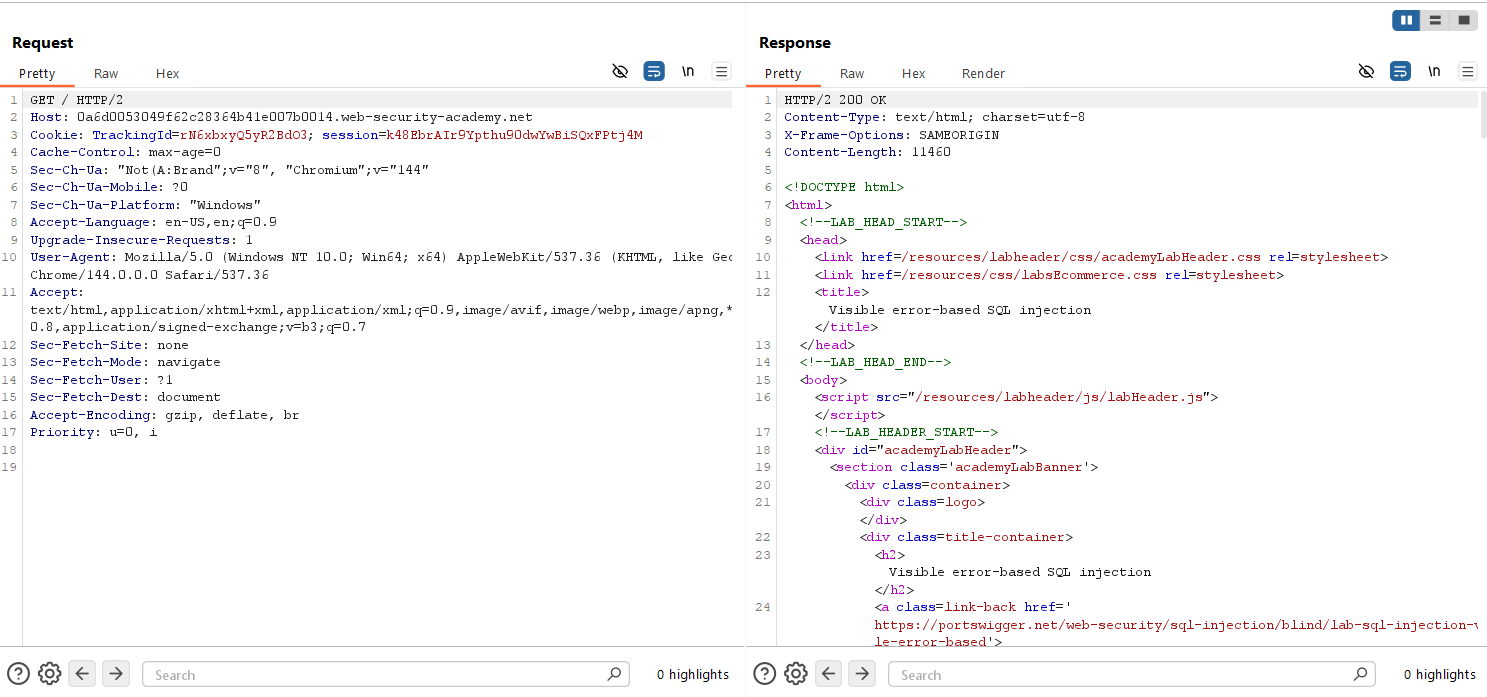 Request
Pretty Raw Hex \n
1 GET / HTTP/2
2 Host: 0a6d0053049f62c28364b41e007b0014.web-security-academy.net
3 Cookie: TrackingId=rN6xbxyQ5yR2BdO3; session=k48EbrAIr9Ypthu90dwYwBiSQxFPtj4M
4 Cache-Control: max-age=0
5 Sec-Ch-Ua: "Not(A:Brand";v="8", "Chromium";v="144"
6 Sec-Ch-Ua-Mobile: ?0
7 Sec-Ch-Ua-Platform: "Windows"
8 Accept-Language: en-US,en;q=0.9
9 Upgrade-Insecure-Requests: 1
10 User-Agent: Mozilla/5.0 (Windows NT 10.0; Win64; x64) AppleWebKit/537.36 (KHTML, like Gec
Chrome/144.0.0.0 Safari/537.36
11 Accept:
text/html,application/xhtml+xml,application/xml;q=0.9,image/avif,image/webp,image/apng,*
0.8,application/signed-exchange;v=b3;q=0.7
12 Sec-Fetch-Site: none
13 Sec-Fetch-Mode: navigate
14 Sec-Fetch-User: ?1
15 Sec-Fetch-Dest: document
16 Accept-Encoding: gzip, deflate, br
17 Priority: u=0, i
18
19
Search
0 highlights
Response
Pretty Raw Hex Render \n
1 HTTP/2 200 OK
2 Content-Type: text/html; charset=utf-8
3 X-Frame-Options: SAMEORIGIN
4 Content-Length: 11460
5
6 <!DOCTYPE html>
7 <html>
8 <!--LAB_HEAD_START-->
9 <head>
10 <link href=/resources/labheader/css/academyLabHeader.css rel=stylesheet>
11 <link href=/resources/css/labsEcommerce.css rel=stylesheet>
12 <title>
Visible error-based SQL injection
</title>
13 </head>
14 <!--LAB_HEAD_END-->
15 <body>
16 <script src="/resources/labheader/js/labHeader.js">
</script>
17 <!--LAB_HEADER_START-->
18 <div id="academyLabHeader">
19 <section class='academyLabBanner'>
20 <div class=container>
21 <div class=logo>
</div>
22 <div class=title-container>
23 <h2>
Visible error-based SQL injection
</h2>
24 <a class=link-back href='
https://portswigger.net/web-security/sql-injection/blind/lab-sql-injection-v
le-error-based'>
Search
0 highlights